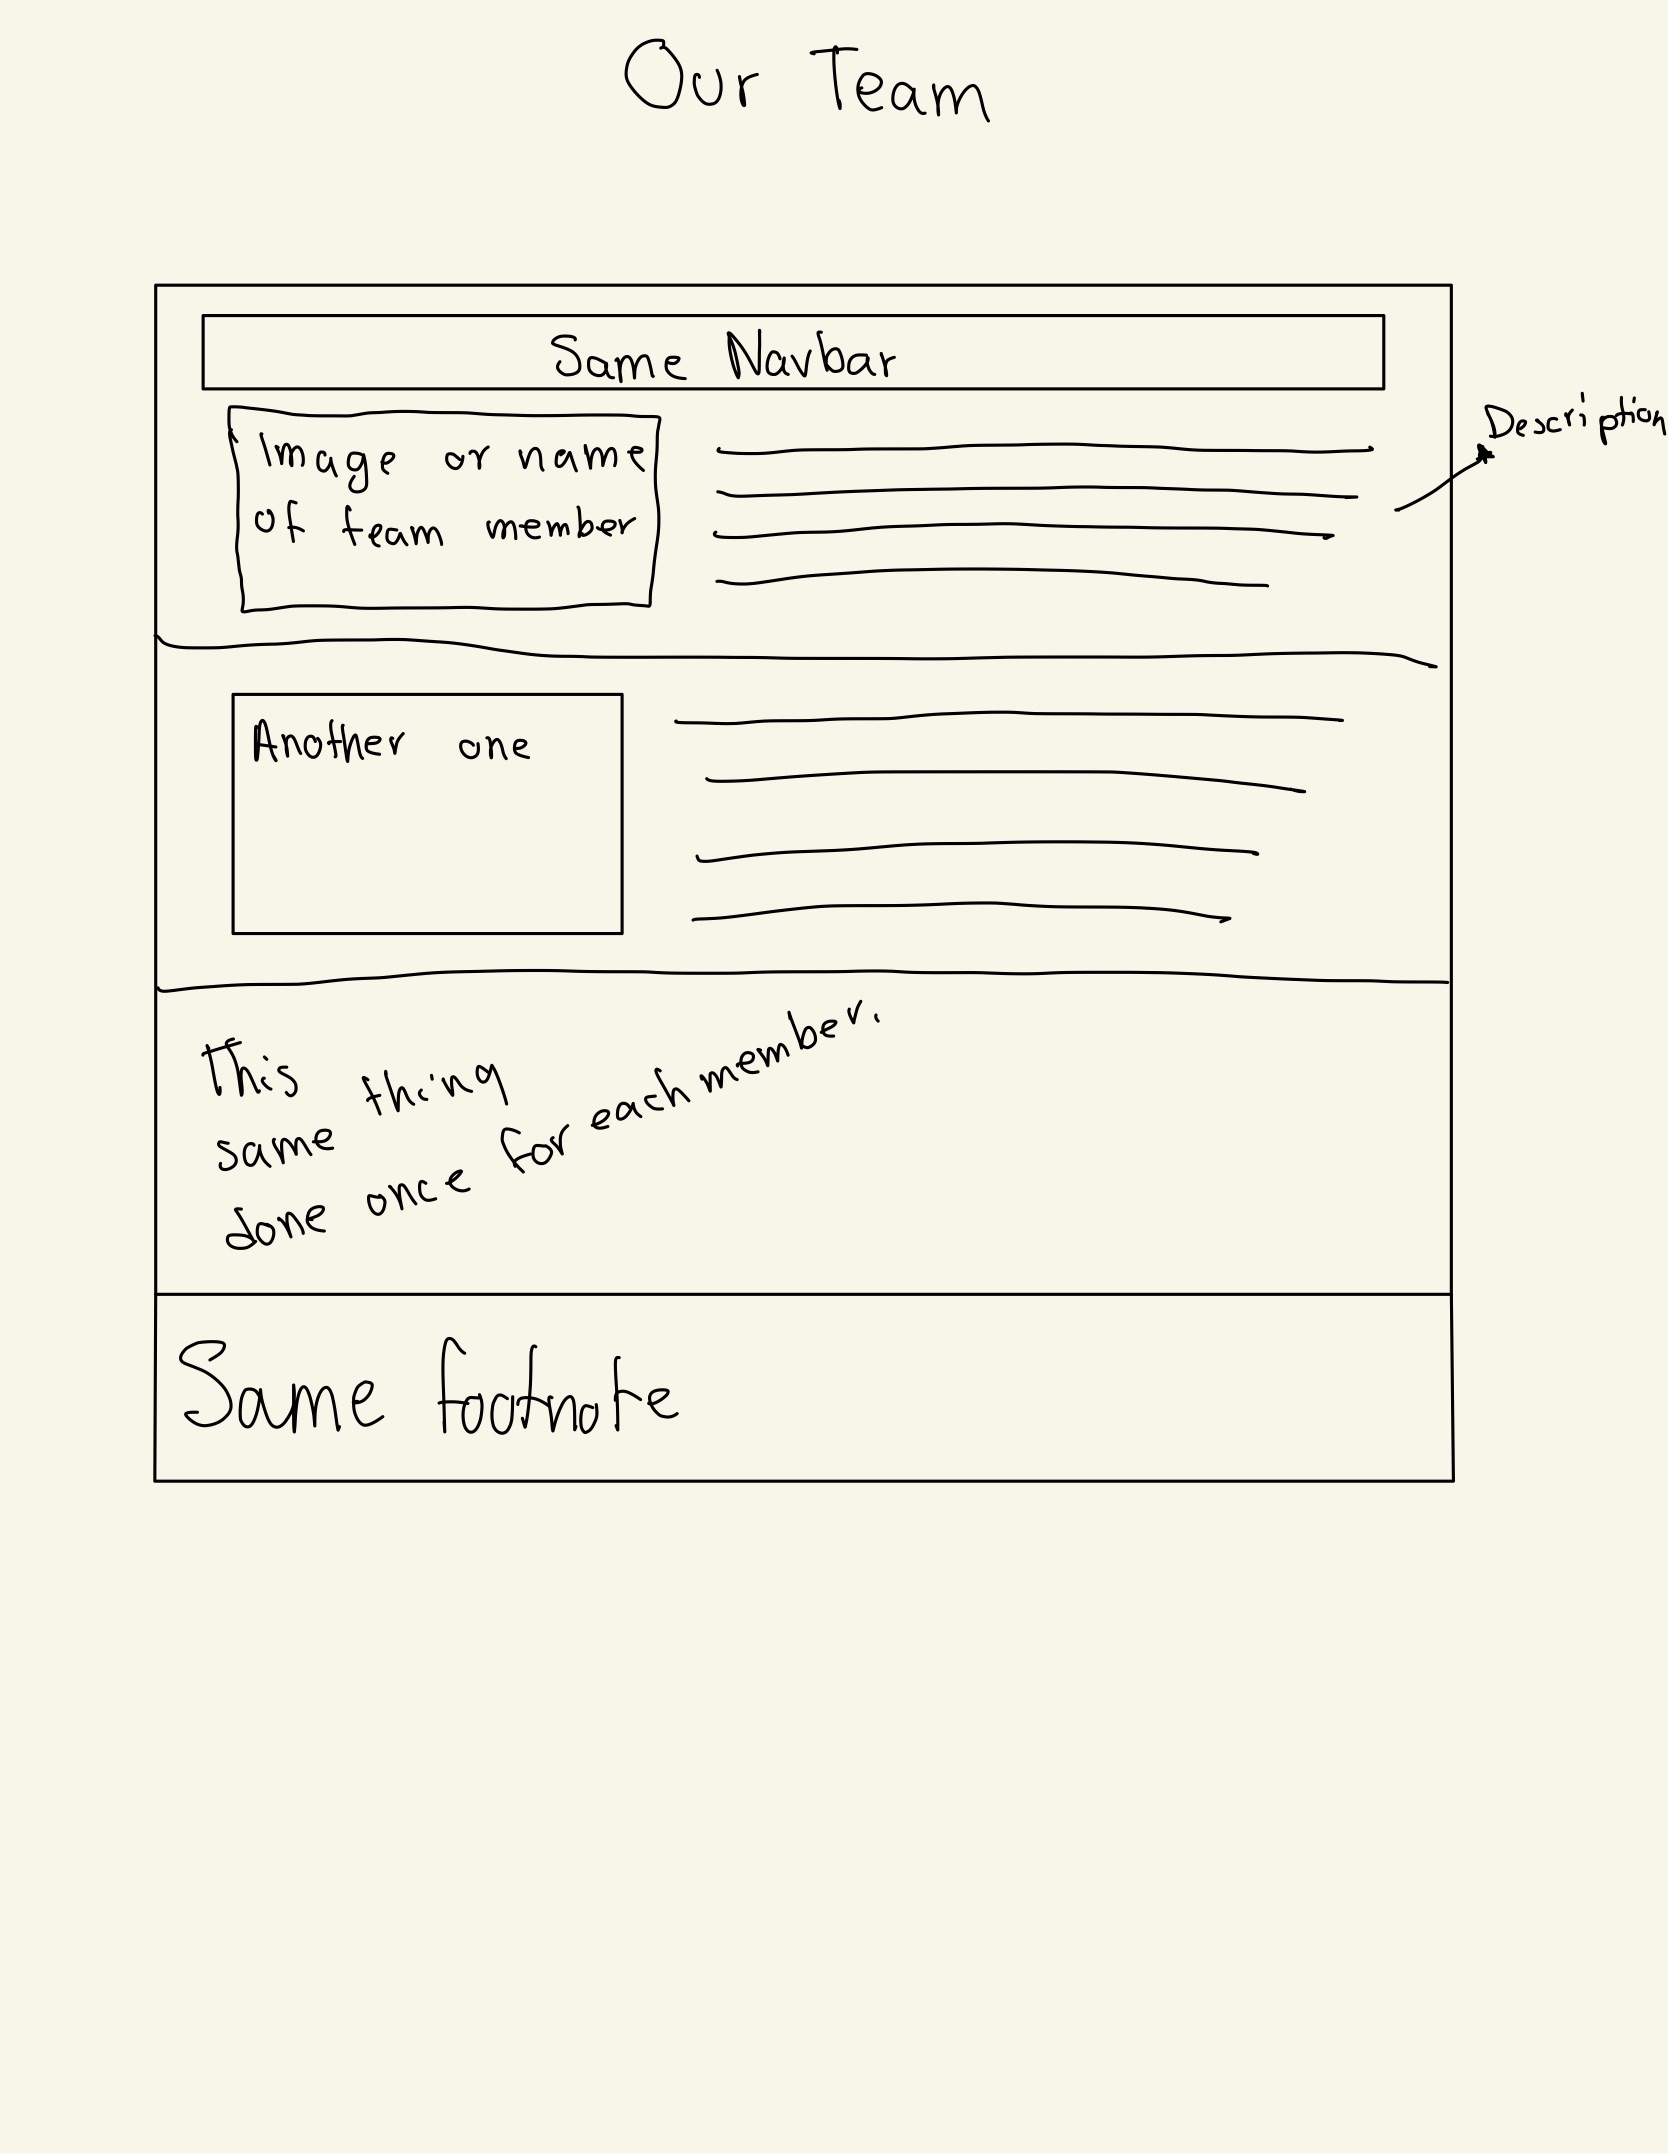 Our Team
Same Navbar
Description
Image or name
of team member
Another one
This
same thing
done once for each member.
Same footnote